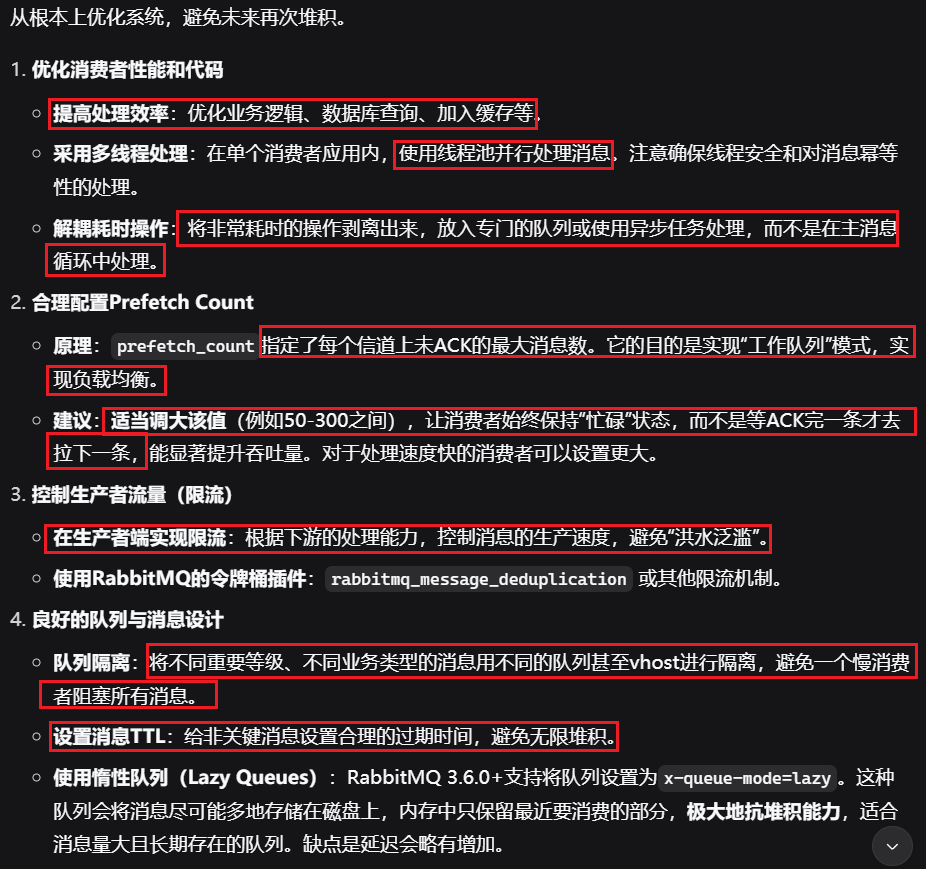 从根本上优化系统，避免未来再次堆积。
1. 优化消费者性能和代码
提高处理效率：优化业务逻辑、数据库查询、加入缓存等。
采用多线程处理：在单个消费者应用内，使用线程池并行处理消息。注意确保线程安全和对消息幂等
性的处理。
解耦耗时操作：将非常耗时的操作剥离出来，放入专门的队列或使用异步任务处理，而不是在主消息
循环中处理。
2. 合理配置Prefetch Count
原理：prefetch_count 指定了每个信道上未ACK的最大消息数。它的目的是实现“工作队列”模式，实
现负载均衡。
建议：适当调大该值（例如50-300之间），让消费者始终保持“忙碌”状态，而不是等ACK完一条才去
拉下一条，能显著提升吞吐量。对于处理速度快的消费者可以设置更大。
3. 控制生产者流量（限流）
在生产者端实现限流：根据下游的处理能力，控制消息的生产速度，避免“洪水泛滥”。
使用RabbitMQ的令牌桶插件：rabbitmq_message_deduplication 或其他限流机制。
4. 良好的队列与消息设计
队列隔离：将不同重要等级、不同业务类型的消息用不同的队列甚至vhost进行隔离，避免一个慢消费
者阻塞所有消息。
设置消息TTL：给非关键消息设置合理的过期时间，避免无限堆积。
使用惰性队列（Lazy Queues）：RabbitMQ 3.6.0+支持将队列设置为 x-queue-mode=lazy 。这种
队列会将消息尽可能多地存储在磁盘上，内存中只保留最近要消费的部分，极大地抗堆积能力，适合
消息量大且长期存在的队列。缺点是延迟会略有增加。